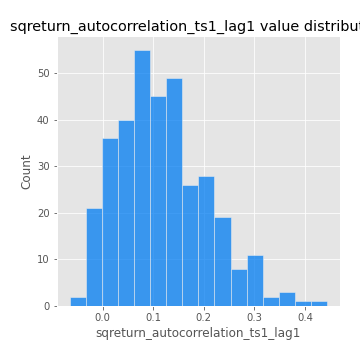 sqreturn_autocorrelation_ts1_lag1 value distribut
50
40
30
20
10
0
Count
0.0 0.1 0.2 0.3 0.4
sqreturn_autocorrelation_ts1_lag1